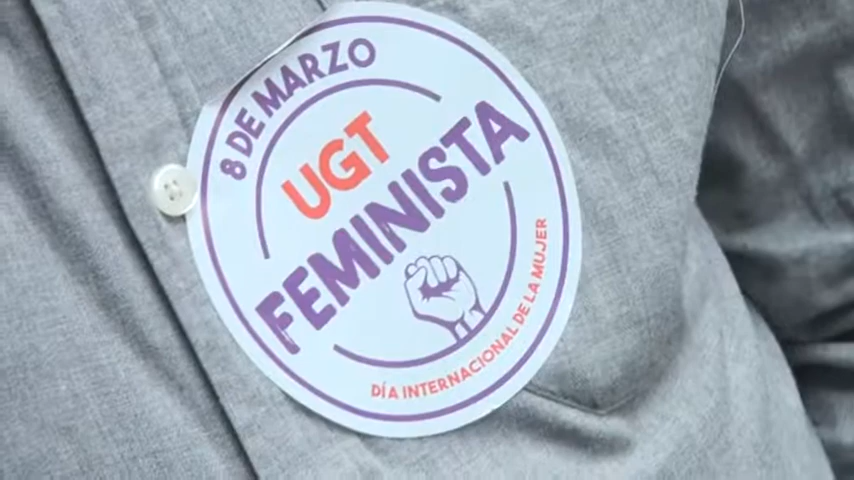 8 DE MARZO
UGT
FEMINISTA
DÍA INTERNACIONAL DE LA MUJER